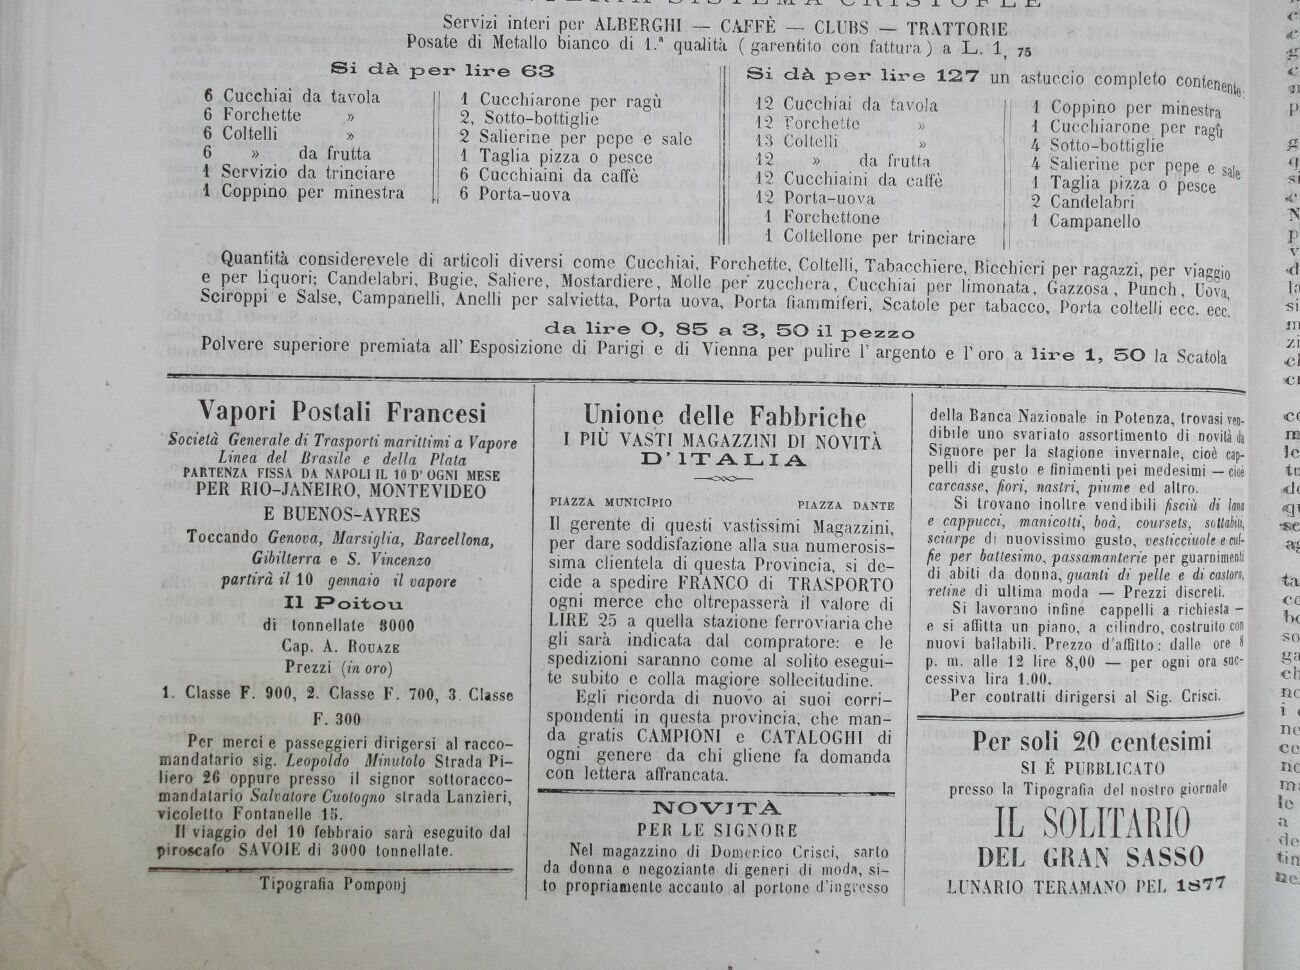 SISTEMA CRISTOFLE
Servizi interi per ALBERGHI — CAFFÈ — CLUBS — TRATTORIE
Posate di Metallo bianco di 1.ª qualità (garentito con fattura) a L. 1, 75
Si dà per lire 63
6 Cucchiai da tavola
6 Forchette »
6 Coltelli »
6 » da frutta
1 Servizio da trinciare
1 Coppino per minestra
1 Cucchiarone per ragù
2, Sotto-bottiglie
2 Salierine per pepe e sale
1 Taglia pizza o pesce
6 Cucchiaini da caffè
6 Porta-uova
Si dà per lire 127 un astuccio completo contenente:
12 Cucchiai da tavola
12 Forchette »
13 Coltelli »
12 » da frutta
12 Cucchiaini da caffè
12 Porta-uova
1 Forchettone
1 Coltellone per trinciare
1 Coppino per minestra
1 Cucchiarone per ragù
4 Sotto-bottiglie
4 Salierine per pepe e sale
1 Taglia pizza o pesce
2 Candelabri
1 Campanello
Quantità considerevele di articoli diversi come Cucchiai, Forchette, Coltelli, Tabacchiere, Bicchieri per ragazzi, per viaggio
e per liquori; Candelabri, Bugie, Saliere, Mostardiere, Molle per zucchera, Cucchiai per limonata, Gazzosa, Punch, Uova,
Sciroppi e Salse, Campanelli, Anelli per salvietta, Porta uova, Porta fiammiferi, Scatole per tabacco, Porta coltelli ecc. ecc.
da lire 0, 85 a 3, 50 il pezzo
Polvere superiore premiata all' Esposizione di Parigi e di Vienna per pulire l' argento e l' oro a lire 1, 50 la Scatola
Vapori Postali Francesi
Società Generale di Trasporti marittimi a Vapore
Linea del Brasile e della Plata
PARTENZA FISSA DA NAPOLI IL 10 D' OGNI MESE
PER RIO-JANEIRO, MONTEVIDEO
E BUENOS-AYRES
Toccando Genova, Marsiglia, Barcellona,
Gibilterra e S. Vincenzo
partirà il 10 gennaio il vapore
Il Poitou
di tonnellate 3000
Cap. A. ROUAZE
Prezzi (in oro)
1. Classe F. 900, 2. Classe F. 700, 3. Classe
F. 300
Per merci e passeggieri dirigersi al racco-
mandatario sig. Leopoldo Minutolo Strada Pi-
liero 26 oppure presso il signor sottoracco-
mandatario Salvatore Cuotogno strada Lanzieri,
vicoletto Fontanelle 15.
Il viaggio del 10 febbraio sarà eseguito dal
piroscafo SAVOIE di 3000 tonnellate.
Tipografia Pomponj
Unione delle Fabbriche
I PIÙ VASTI MAGAZZINI DI NOVITÀ
D'ITALIA
PIAZZA MUNICIPIO PIAZZA DANTE
Il gerente di questi vastissimi Magazzini,
per dare soddisfazione alla sua numerosis-
sima clientela di questa Provincia, si de-
cide a spedire FRANCO di TRASPORTO
ogni merce che oltrepasserà il valore di
LIRE 25 a quella stazione ferroviaria che
gli sarà indicata dal compratore: e le
spedizioni saranno come al solito esegui-
te subito e colla magiore sollecitudine.
Egli ricorda di nuovo ai suoi corri-
spondenti in questa provincia, che man-
da gratis CAMPIONI e CATALOGHI di
ogni genere da chi gliene fa domanda
con lettera affrancata.
NOVITÀ
PER LE SIGNORE
Nel magazzino di Domenico Crisci, sarto
da donna e negoziante di generi di moda, si-
to propriamente accanto al portone d'ingresso
della Banca Nazionale in Potenza, trovasi ven-
dibile uno svariato assortimento di novità da
Signore per la stagione invernale, cioè cap-
pelli di gusto e finimenti pei medesimi — cioè
carcasse, fiori, nastri, piume ed altro.
Si trovano inoltre vendibili fisciù di lana
e cappucci, manicotti, boà, coursets, sottabiti,
sciarpe di nuovissimo gusto, vesticciuole e cuf-
fie per battesimo, passamanterie per guarnimenti
di abiti da donna, guanti di pelle e di castoro,
retine di ultima moda — Prezzi discreti.
Si lavorano infine cappelli a richiesta —
e si affitta un piano, a cilindro, costruito con
nuovi ballabili. Prezzo d'affitto: dalle ore 8
p. m. alle 12 lire 8,00 — per ogni ora suc-
cessiva lira 1.00.
Per contratti dirigersi al Sig. Crisci.
Per soli 20 centesimi
SI É PUBBLICATO
presso la Tipografia del nostro giornale
IL SOLITARIO
DEL GRAN SASSO
LUNARIO TERAMANO PEL 1877